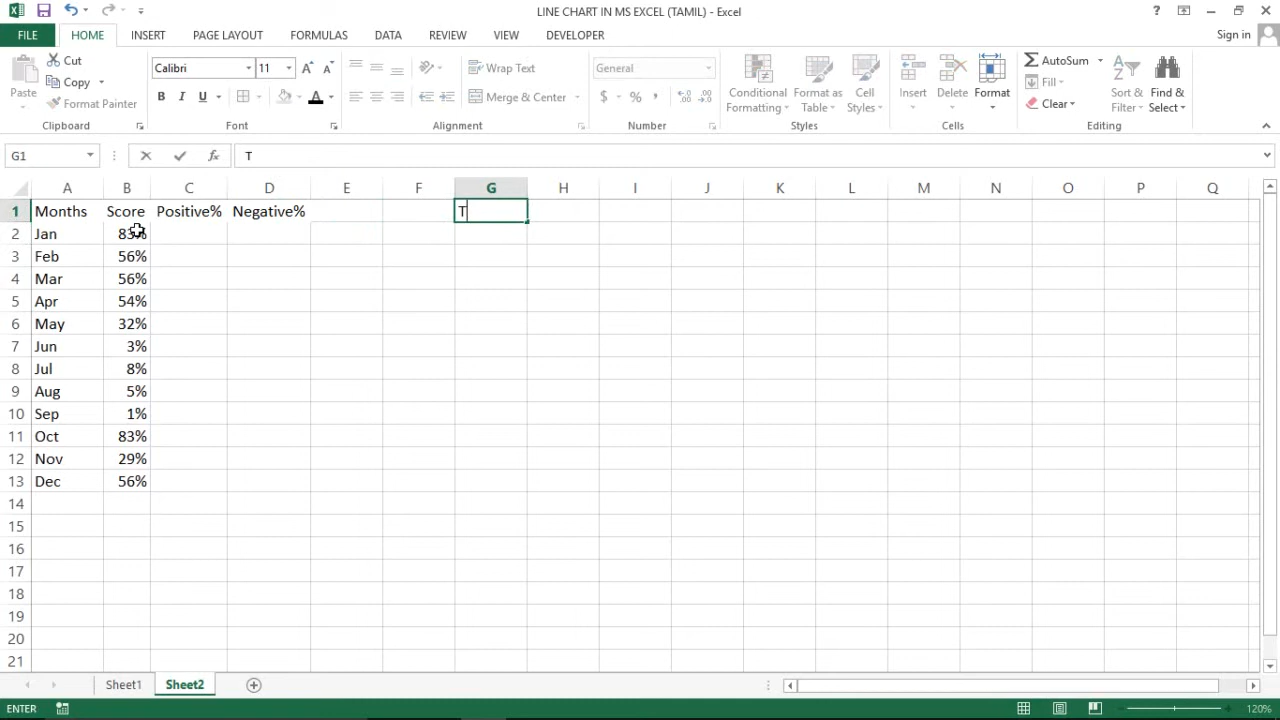 LINE CHART IN MS EXCEL (TAMIL) - Excel
?
FILE HOME INSERT PAGE LAYOUT FORMULAS DATA REVIEW VIEW DEVELOPER Sign in
Paste
Cut
Copy
Format Painter
Clipboard
Calibri 11
B I U A
Font
Wrap Text
Merge & Center
Alignment
General
$ % ,
Number
Conditional Formatting
Format as Table
Cell Styles
Styles
Insert Delete Format
Cells
AutoSum
Fill
Clear
Sort & Filter
Find & Select
Editing
G1 fx T
A B C D E F G H I J K L M N O P Q
1 Months Score Positive% Negative% T
2 Jan 83%
3 Feb 56%
4 Mar 56%
5 Apr 54%
6 May 32%
7 Jun 3%
8 Jul 8%
9 Aug 5%
10 Sep 1%
11 Oct 83%
12 Nov 29%
13 Dec 56%
14
15
16
17
18
19
20
21
Sheet1 Sheet2
ENTER 120%